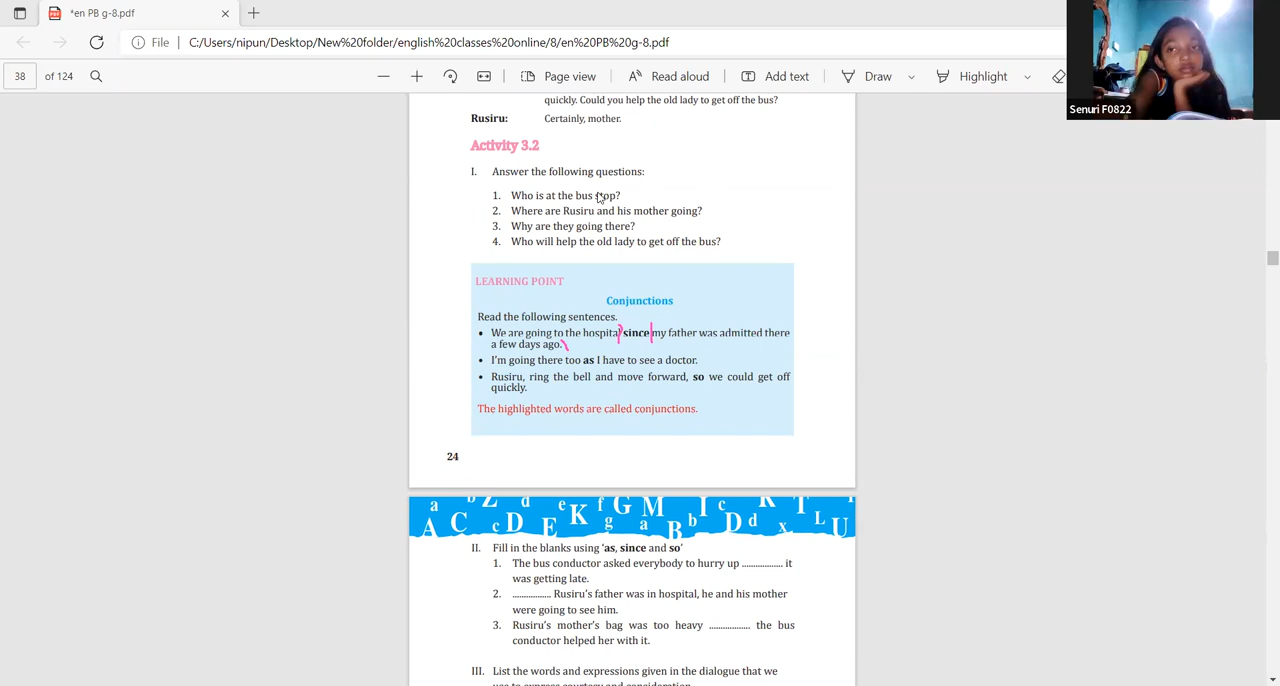 *en PB g-8.pdf
File
C:/Users/nipun/Desktop/New%20folder/english%20classes%20online/8/en%20PB%20g-8.pdf
38 of 124
Page view
Read aloud
Add text
Draw
Highlight
Senuri F0822
quickly. Could you help the old lady to get off the bus?
Rusiru: Certainly, mother.
Activity 3.2
I. Answer the following questions:
1. Who is at the bus stop?
2. Where are Rusiru and his mother going?
3. Why are they going there?
4. Who will help the old lady to get off the bus?
LEARNING POINT
Conjunctions
Read the following sentences.
• We are going to the hospital since my father was admitted there
a few days ago.
• I'm going there too as I have to see a doctor.
• Rusiru, ring the bell and move forward, so we could get off
quickly.
The highlighted words are called conjunctions.
24
a b Z d e K f G M I c K T I
A C c D E g a B b D d x L U
II. Fill in the blanks using 'as, since and so'
1. The bus conductor asked everybody to hurry up .................. it
was getting late.
2. ................. Rusiru's father was in hospital, he and his mother
were going to see him.
3. Rusiru's mother's bag was too heavy .................. the bus
conductor helped her with it.
III. List the words and expressions given in the dialogue that we
use to express courtesy and consideration.